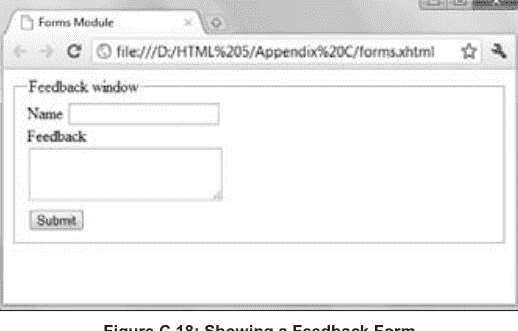 Forms Module
file:///D:/HTML%205/Appendix%20C/forms.xhtml
Feedback window
Name
Feedback
Submit
Figure C.18: Showing a Feedback Form